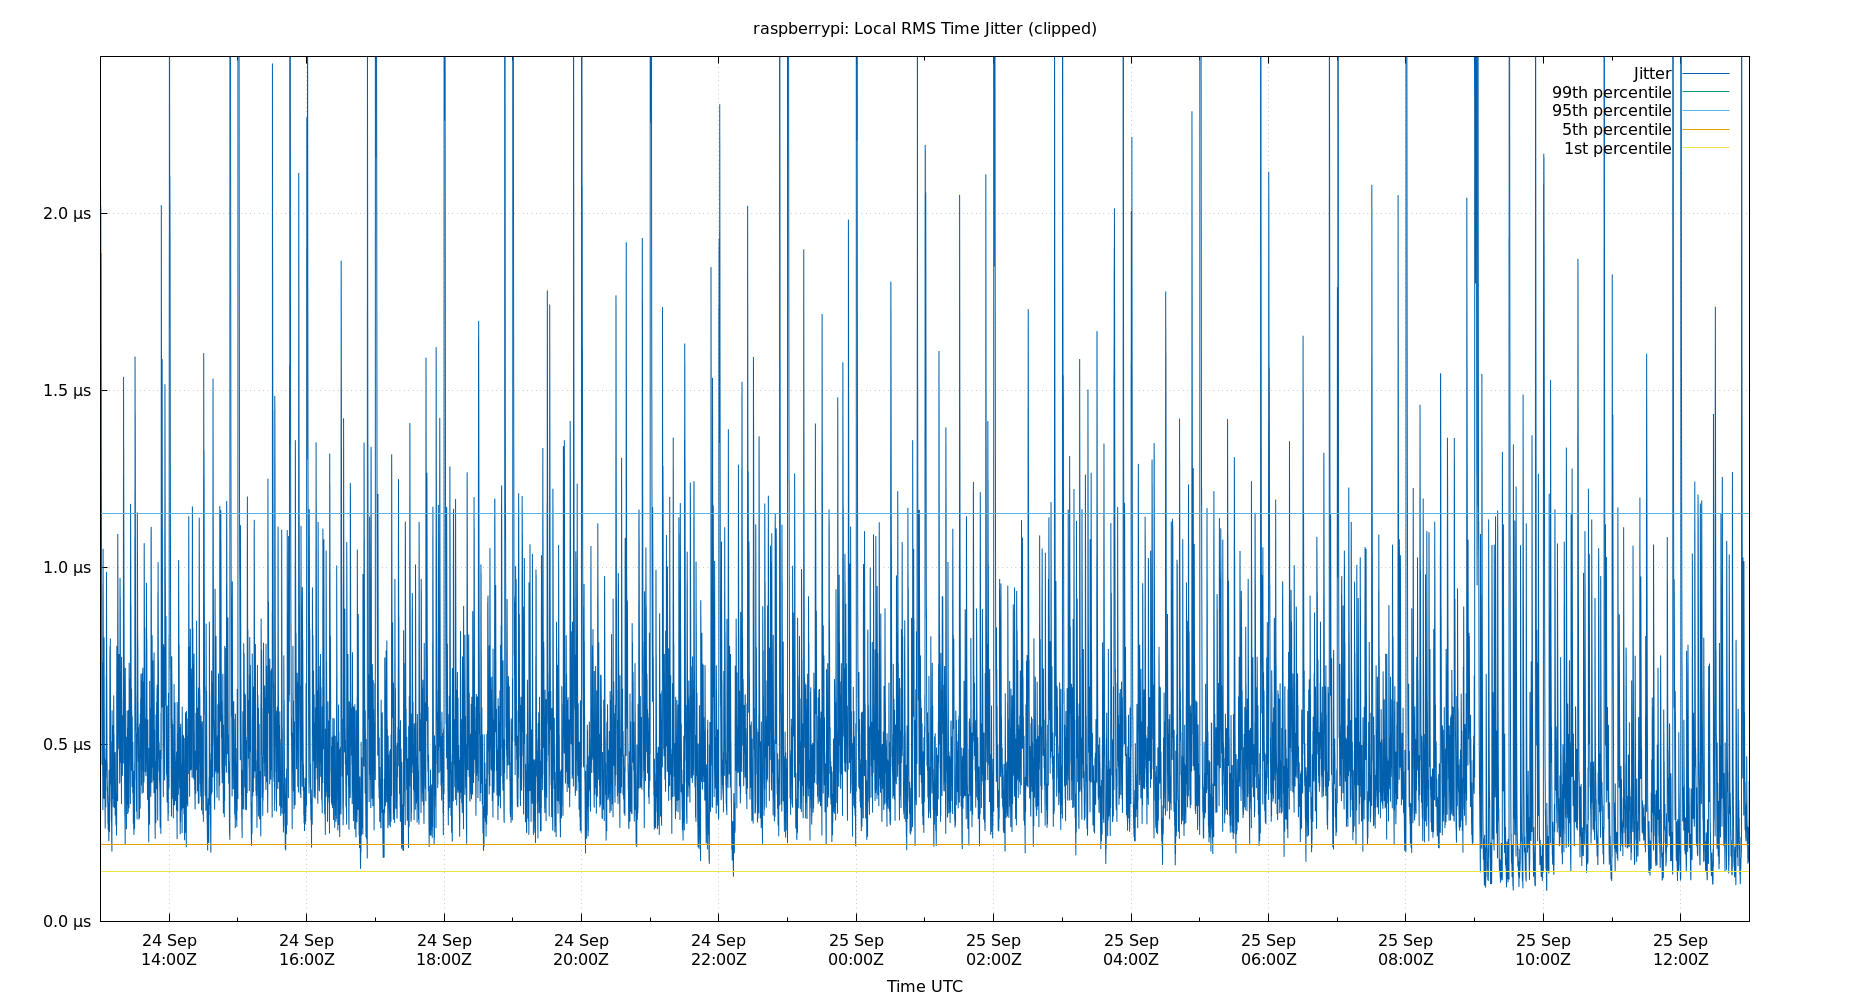 raspberrypi: Local RMS Time Jitter (clipped)
Jitter
99th percentile
95th percentile
5th percentile
1st percentile
2.0 µs
1.5 µs
1.0 µs
0.5 µs
0.0 µs
24 Sep 24 Sep 24 Sep 24 Sep 24 Sep 25 Sep 25 Sep 25 Sep 25 Sep 25 Sep 25 Sep 25 Sep
14:00Z 16:00Z 18:00Z 20:00Z 22:00Z 00:00Z 02:00Z 04:00Z 06:00Z 08:00Z 10:00Z 12:00Z
Time UTC